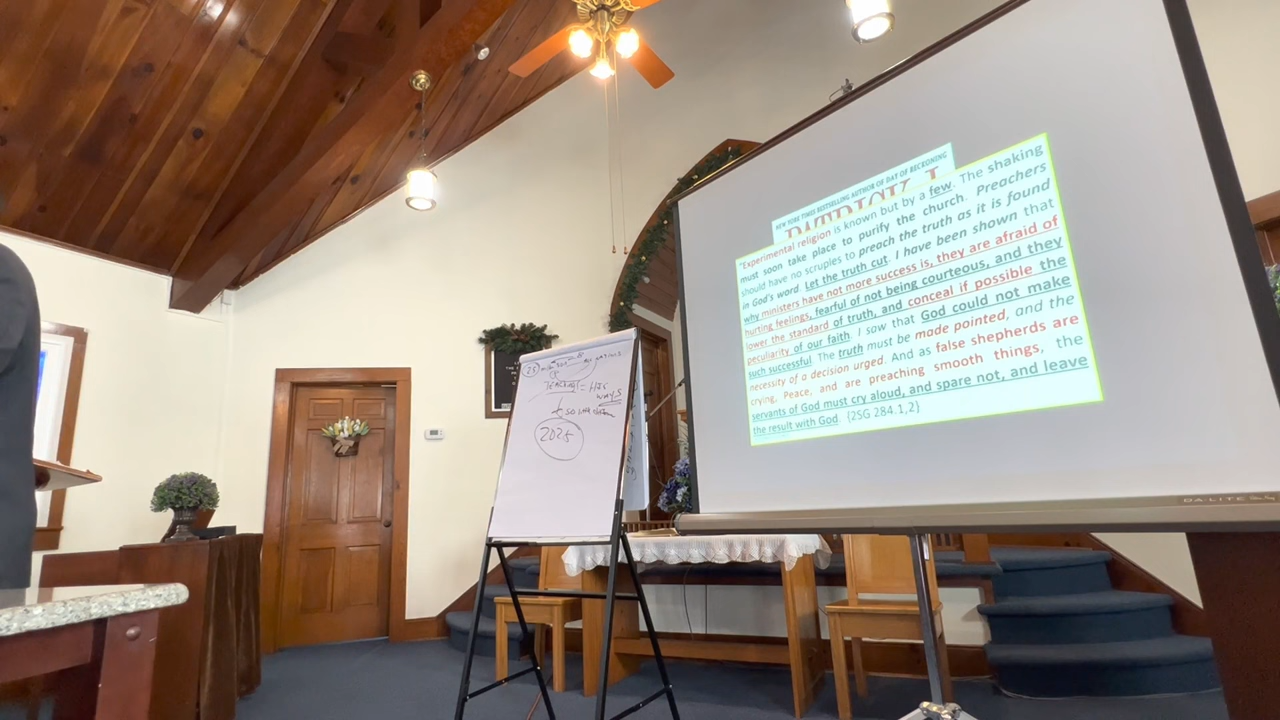 NEW YORK TIMES BESTSELLING AUTHOR OF DAY OF RECKONING
"Experimental religion is known but by a few. The shaking
must soon take place to purify the church. Preachers
should have no scruples to preach the truth as it is found
in God's word. Let the truth cut. I have been shown that
why ministers have not more success is, they are afraid of
hurting feelings, fearful of not being courteous, and they
lower the standard of truth, and conceal if possible the
peculiarity of our faith. I saw that God could not make
such successful. The truth must be made pointed, and the
necessity of a decision urged. And as false shepherds are
crying, Peace, and are preaching smooth things, the
servants of God must cry aloud, and spare not, and leave
the result with God. {2SG 284.1,2}
TEACHEST = HIS
WAYS
2025
DA-LITE